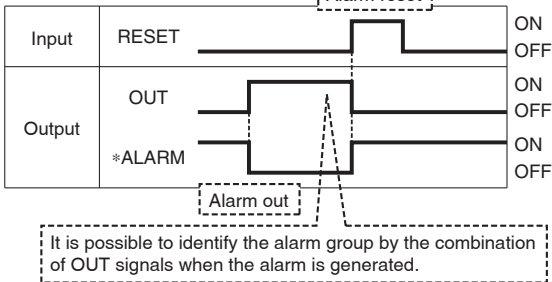 Alarm reset
Input RESET ON
OFF
Output OUT ON
OFF
*ALARM ON
OFF
Alarm out
It is possible to identify the alarm group by the combination
of OUT signals when the alarm is generated.